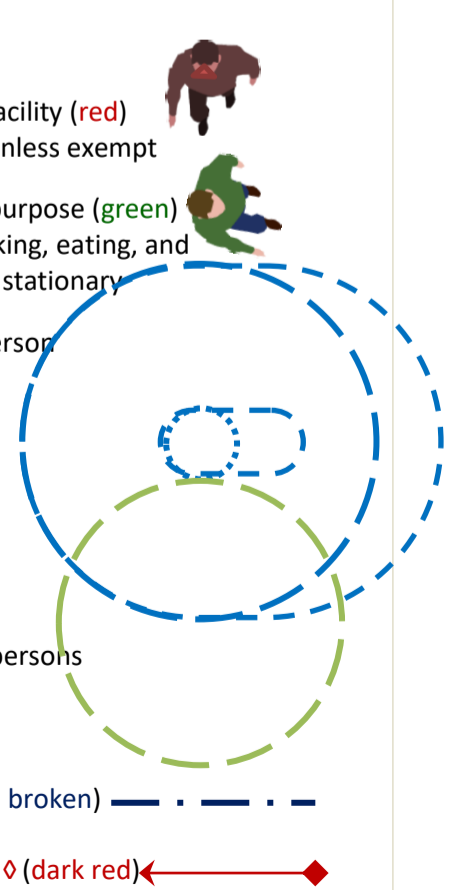 acility (red)
nless exempt
purpose (green)
king, eating, and
stationary
erson
persons
broken)
◊ (dark red)